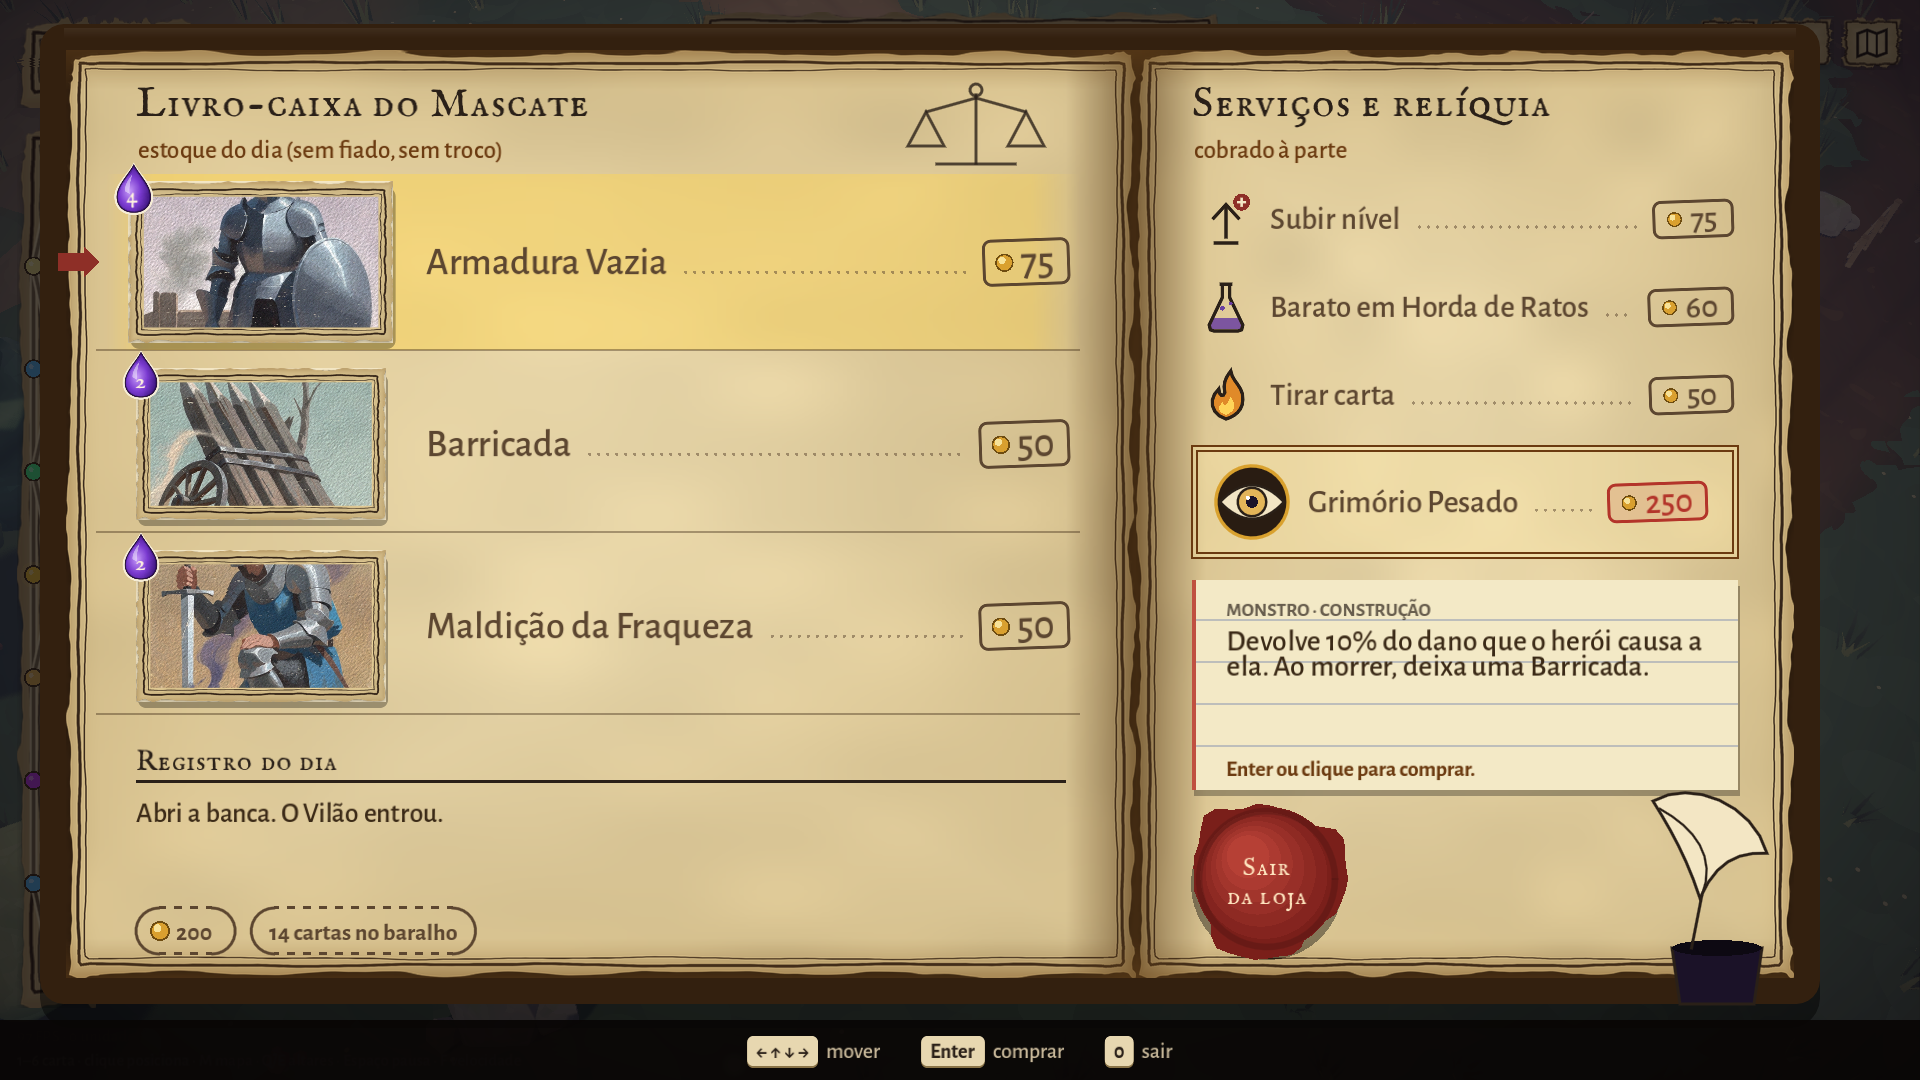 Livro-caixa do Mascate
estoque do dia (sem fiado, sem troco)
4
Armadura Vazia
75
2
Barricada
50
2
Maldição da Fraqueza
50
Registro do dia
Abri a banca. O Vilão entrou.
200
14 cartas no baralho
Serviços e relíquia
cobrado à parte
Subir nível
75
Barato em Horda de Ratos
60
Tirar carta
50
Grimório Pesado
250
MONSTRO · CONSTRUÇÃO
Devolve 10% do dano que o herói causa a
ela. Ao morrer, deixa uma Barricada.
Enter ou clique para comprar.
Sair
da loja
←↑↓→ mover
Enter comprar
0 sair